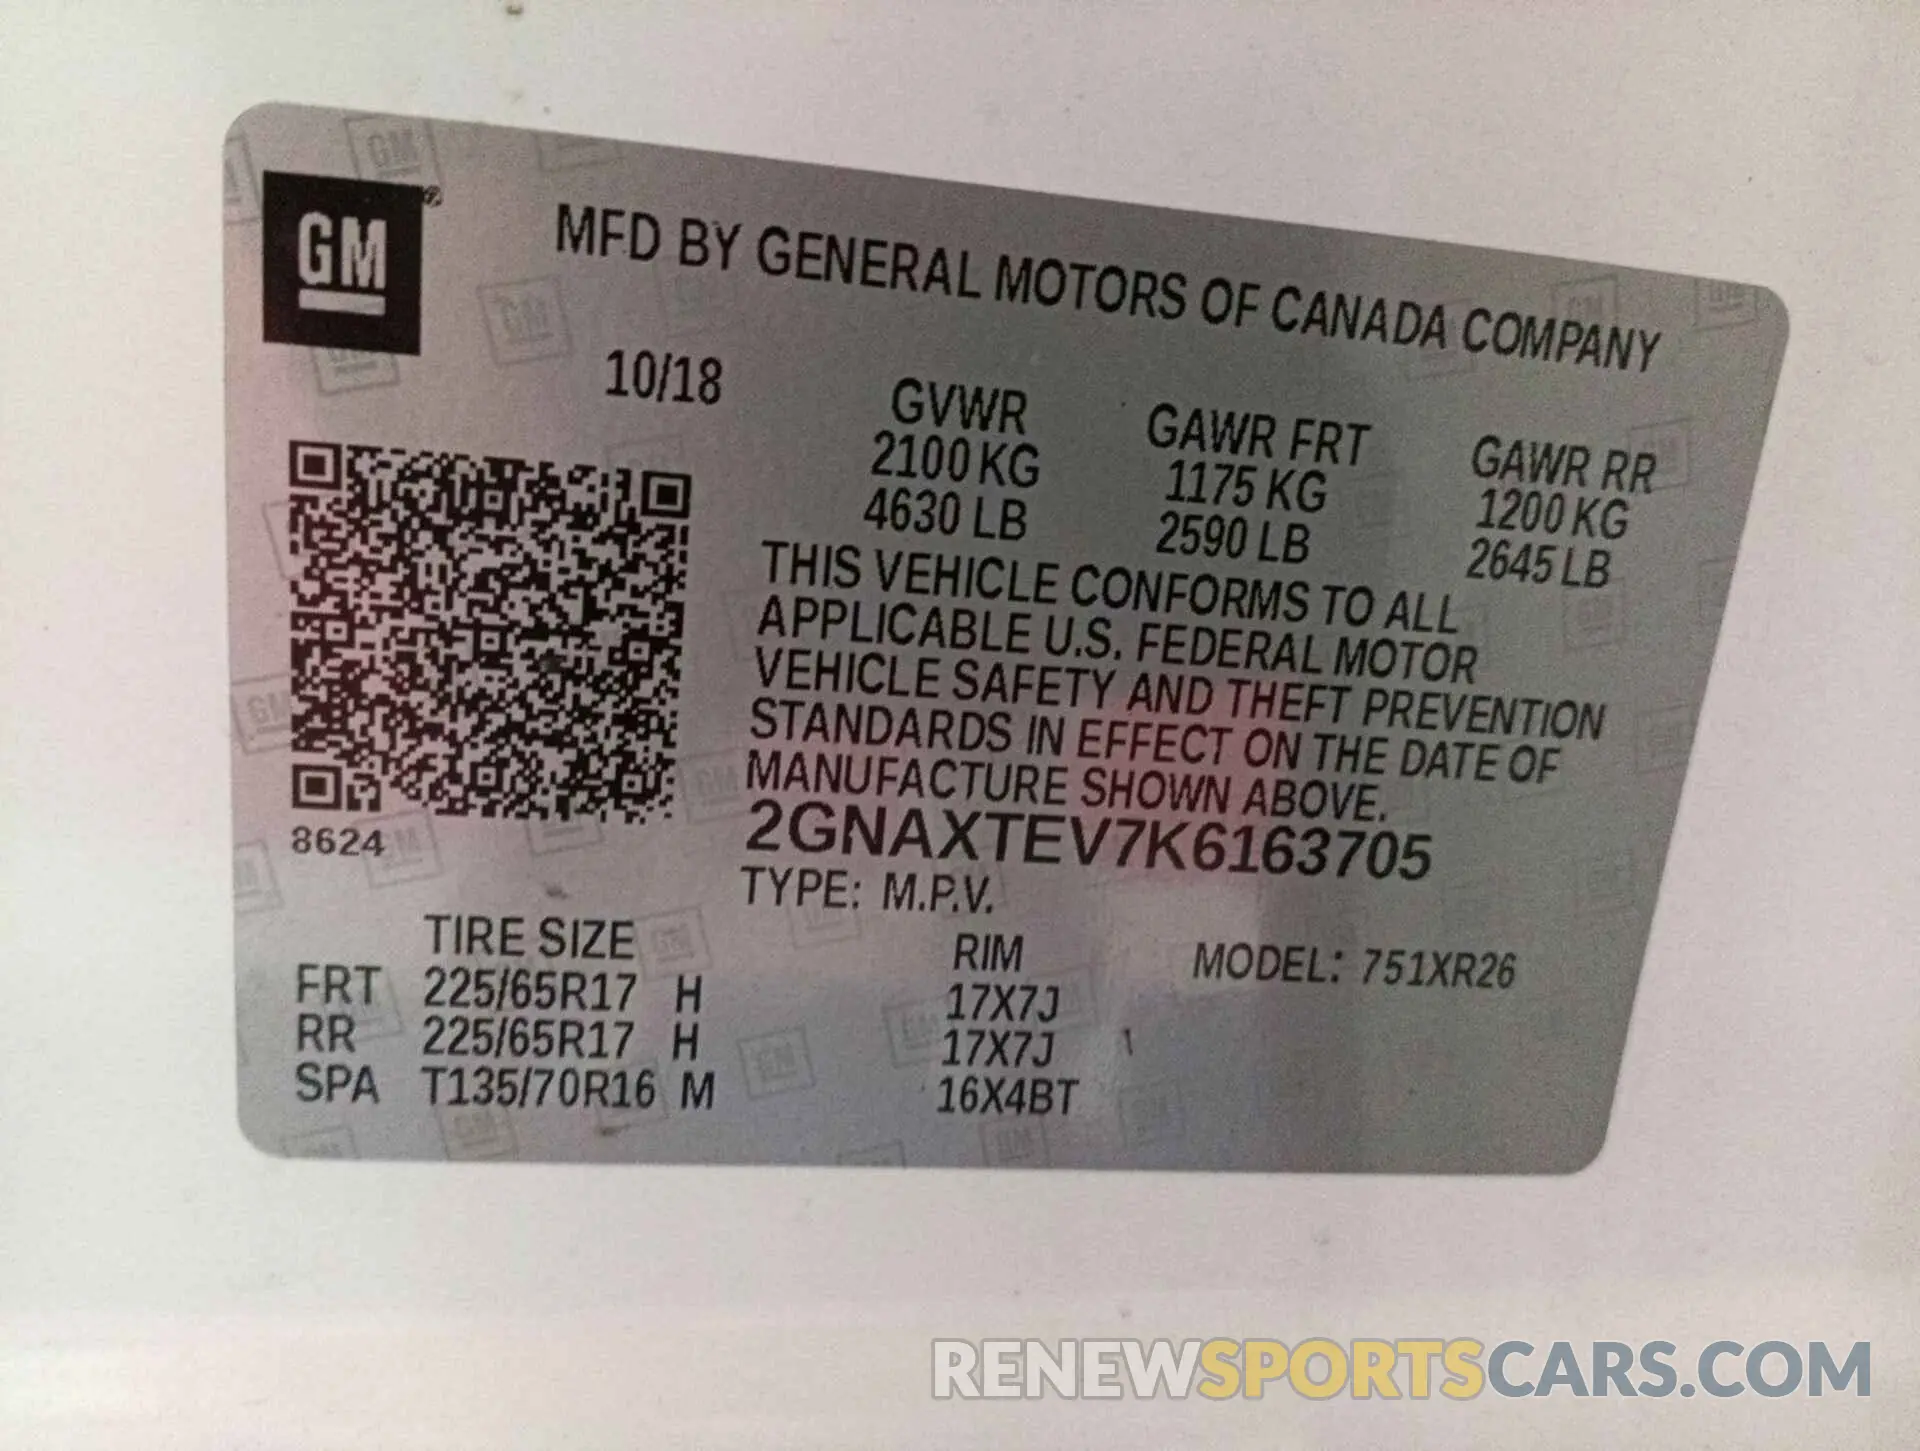 GM
MFD BY GENERAL MOTORS OF CANADA COMPANY
10/18
GVWR GAWR FRT GAWR RR
2100 KG 1175 KG 1200 KG
4630 LB 2590 LB 2645 LB
THIS VEHICLE CONFORMS TO ALL
APPLICABLE U.S. FEDERAL MOTOR
VEHICLE SAFETY AND THEFT PREVENTION
STANDARDS IN EFFECT ON THE DATE OF
MANUFACTURE SHOWN ABOVE.
2GNAXTEV7K6163705
8624
TYPE: M.P.V.
TIRE SIZE RIM MODEL: 751XR26
FRT 225/65R17 H 17X7J
RR 225/65R17 H 17X7J
SPA T135/70R16 M 16X4BT
RENEWSPORTSCARS.COM